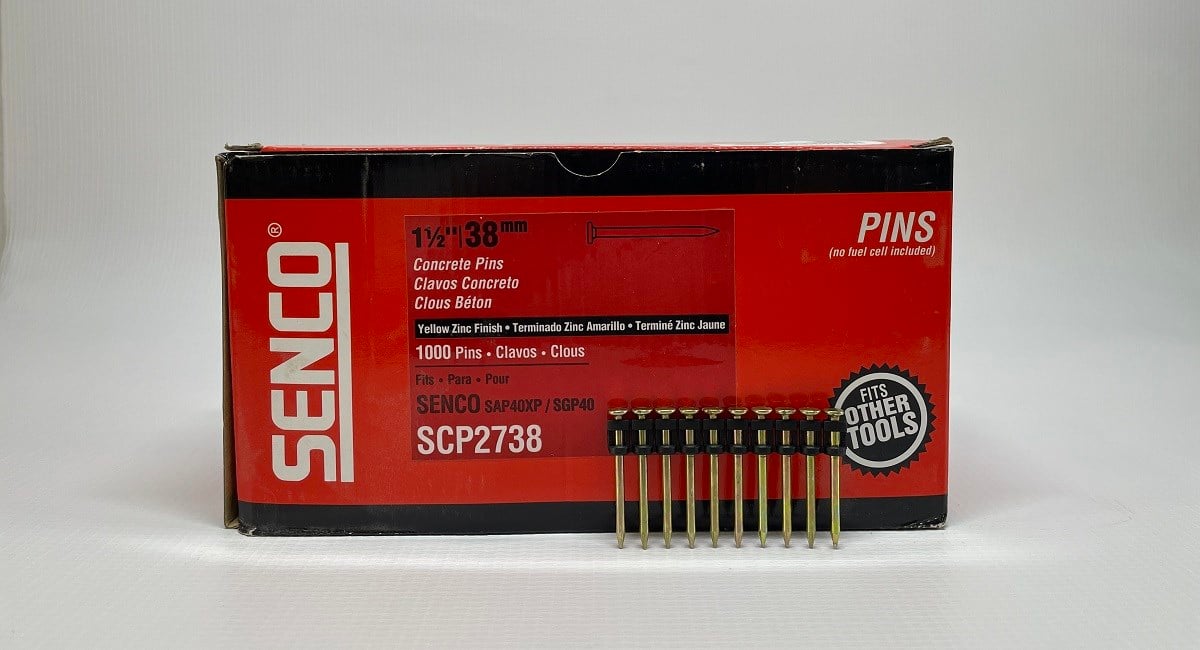 SENCO®
1½"|38mm
Concrete Pins
Clavos Concreto
Clous Béton
Yellow Zinc Finish • Terminado Zinc Amarillo • Terminé Zinc Jaune
1000 Pins • Clavos • Clous
Fits • Para • Pour
SENCO SAP40XP / SGP40
SCP2738
PINS
(no fuel cell included)
FITS
OTHER
TOOLS